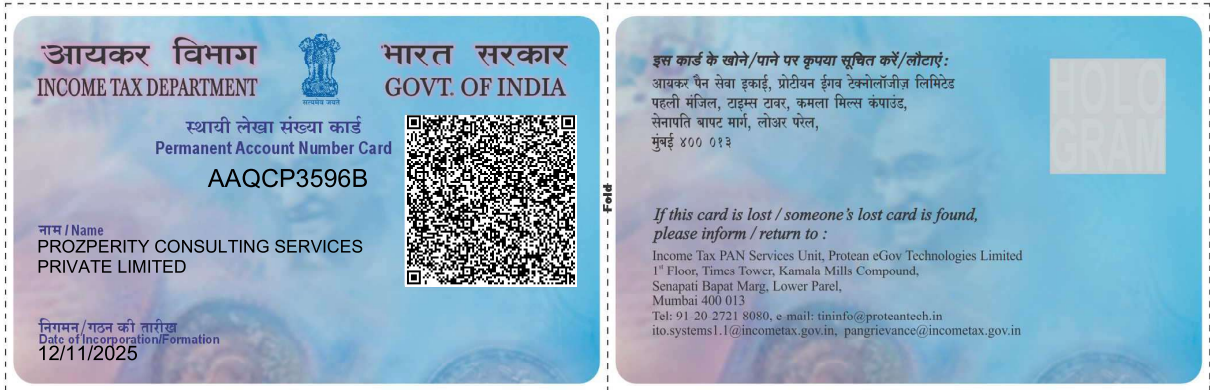 आयकर विभाग
INCOME TAX DEPARTMENT
सत्यमेव जयते
भारत सरकार
GOVT. OF INDIA
स्थायी लेखा संख्या कार्ड
Permanent Account Number Card
AAQCP3596B
नाम / Name
PROZPERITY CONSULTING SERVICES
PRIVATE LIMITED
निगमन/गठन की तारीख
Date of Incorporation/Formation
12/11/2025
Fold
इस कार्ड के खोने/पाने पर कृपया सूचित करें/लौटाएं :
आयकर पैन सेवा इकाई, प्रोटीयन ईगव टेक्नोलॉजीज़ लिमिटेड
पहली मंजिल, टाइम्स टावर, कमला मिल्स कंपाउंड,
सेनापति बापट मार्ग, लोअर परेल,
मुंबई ४०० ०१३
HOLO
GRAM
If this card is lost / someone's lost card is found,
please inform / return to :
Income Tax PAN Services Unit, Protean eGov Technologies Limited
1st Floor, Times Tower, Kamala Mills Compound,
Senapati Bapat Marg, Lower Parel,
Mumbai 400 013
Tel: 91 20 2721 8080, e-mail: tininfo@proteantech.in
ito.systems1.1@incometax.gov.in, pangrievance@incometax.gov.in